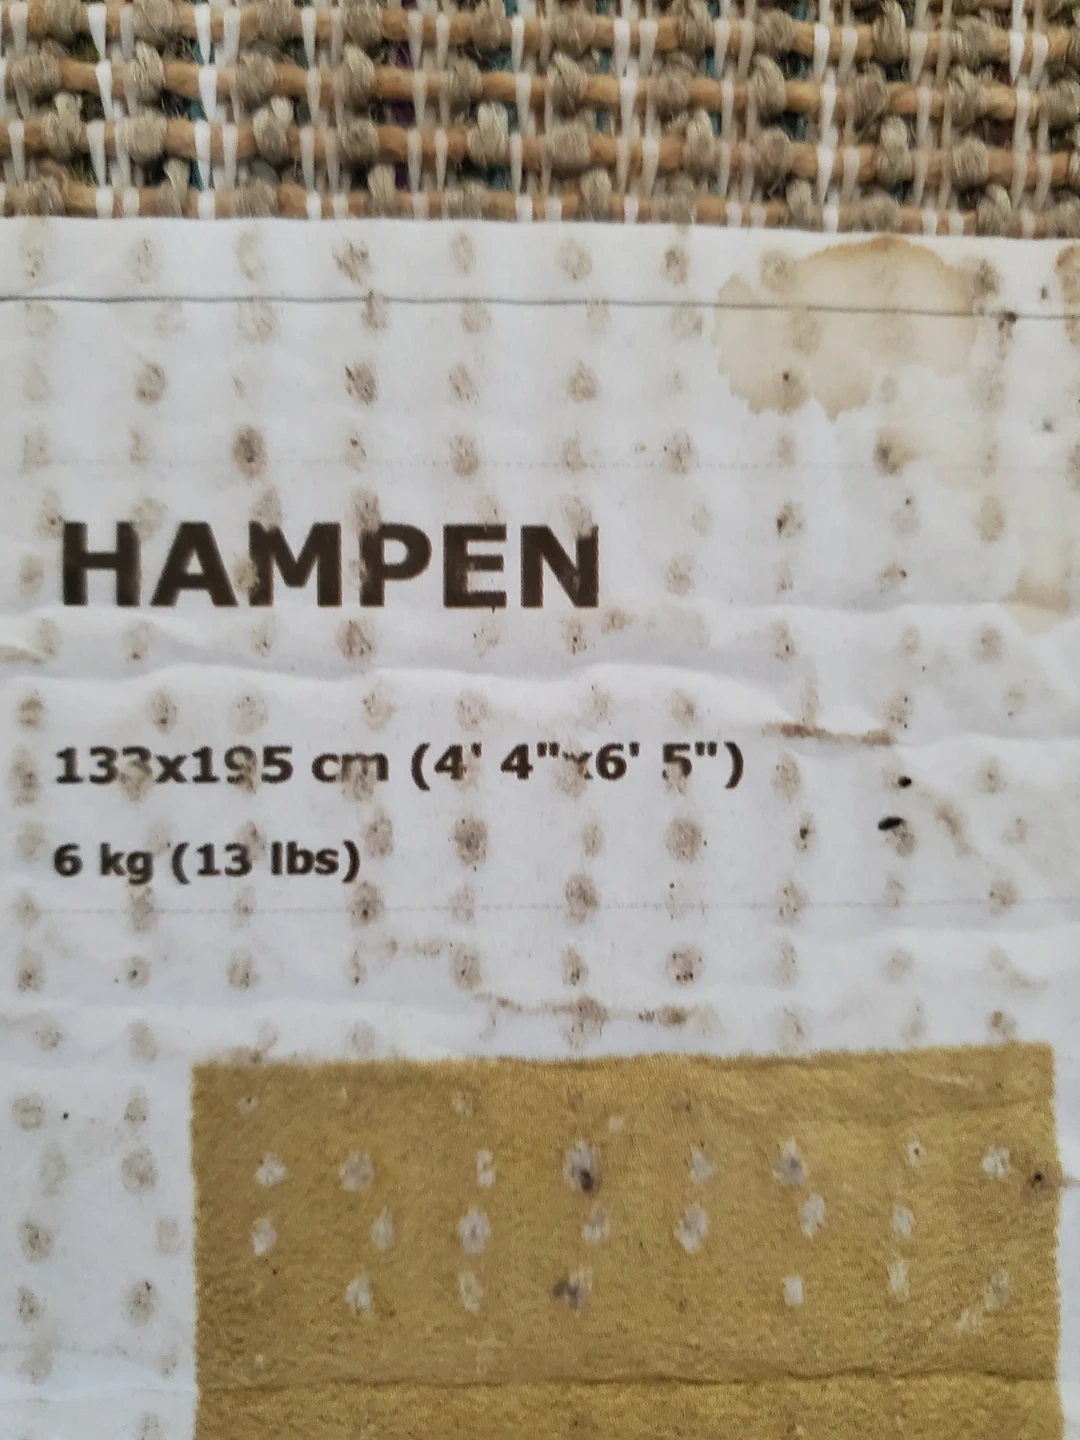 HAMPEN
133x195 cm (4' 4"x6' 5")
6 kg (13 lbs)